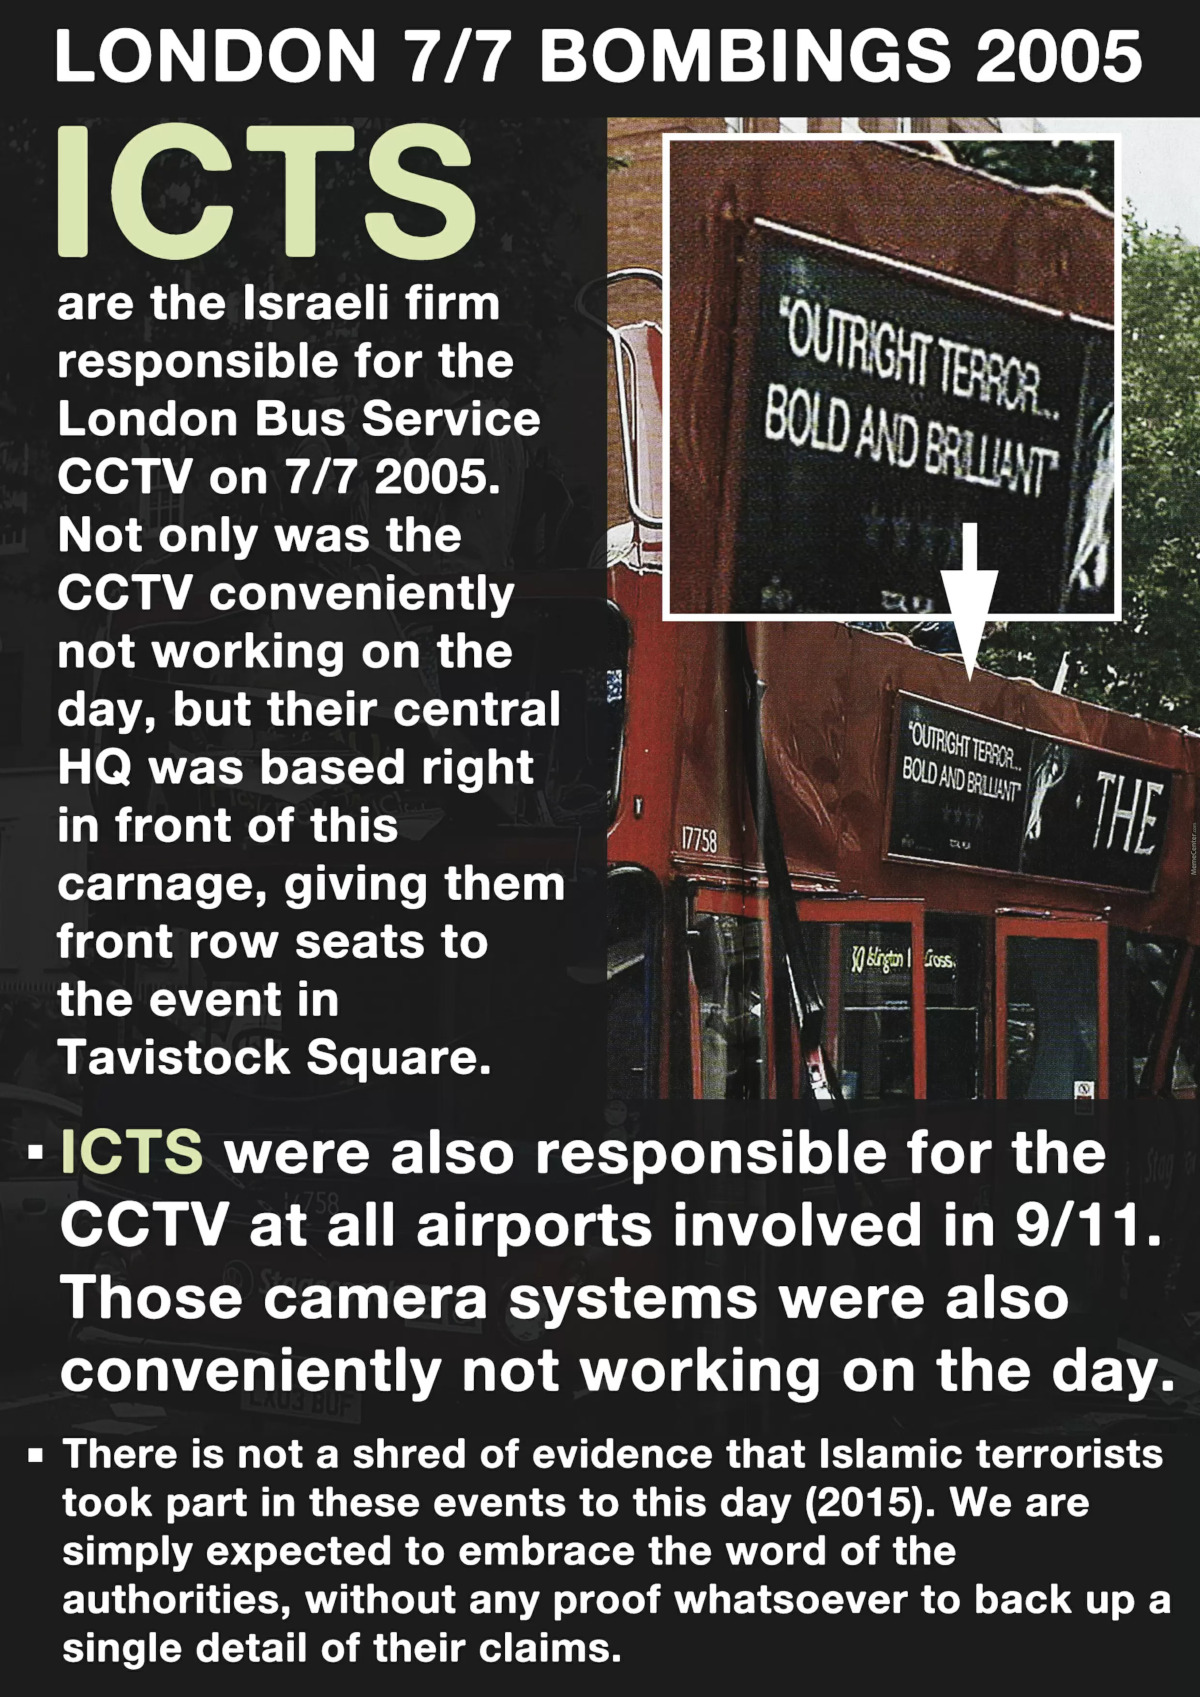 LONDON 7/7 BOMBINGS 2005
ICTS
are the Israeli firm
responsible for the
London Bus Service
CCTV on 7/7 2005.
Not only was the
CCTV conveniently
not working on the
day, but their central
HQ was based right
in front of this
carnage, giving them
front row seats to
the event in
Tavistock Square.
"OUTRIGHT TERROR...
BOLD AND BRILLIANT"
"OUTRIGHT TERROR...
BOLD AND BRILLIANT"
THE
17758
MemeCenter.com
▪ ICTS were also responsible for the
CCTV at all airports involved in 9/11.
Those camera systems were also
conveniently not working on the day.
▪ There is not a shred of evidence that Islamic terrorists
took part in these events to this day (2015). We are
simply expected to embrace the word of the
authorities, without any proof whatsoever to back up a
single detail of their claims.